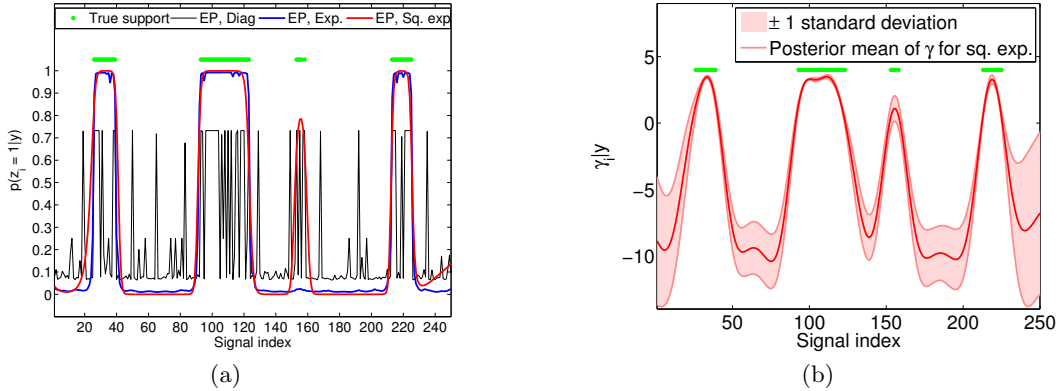 True support EP, Diag EP, Exp. EP, Sq. exp
1
0.9
0.8
0.7
0.6
0.5
0.4
0.3
0.2
0.1
0
p(z_i = 1|y)
20 40 60 80 100 120 140 160 180 200 220 240
Signal index
(a)
± 1 standard deviation
Posterior mean of γ for sq. exp.
5
0
−5
−10
γ_i|y
50 100 150 200 250
Signal index
(b)